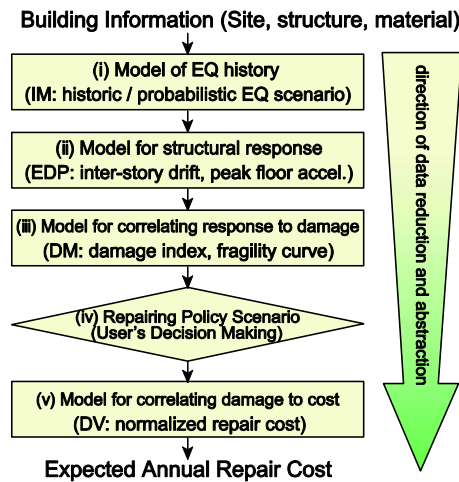 Building Information (Site, structure, material)
(i) Model of EQ history
(IM: historic / probabilistic EQ scenario)
(ii) Model for structural response
(EDP: inter-story drift, peak floor accel.)
(iii) Model for correlating response to damage
(DM: damage index, fragility curve)
(iv) Repairing Policy Scenario
(User's Decision Making)
(v) Model for correlating damage to cost
(DV: normalized repair cost)
Expected Annual Repair Cost
direction of data reduction and abstraction